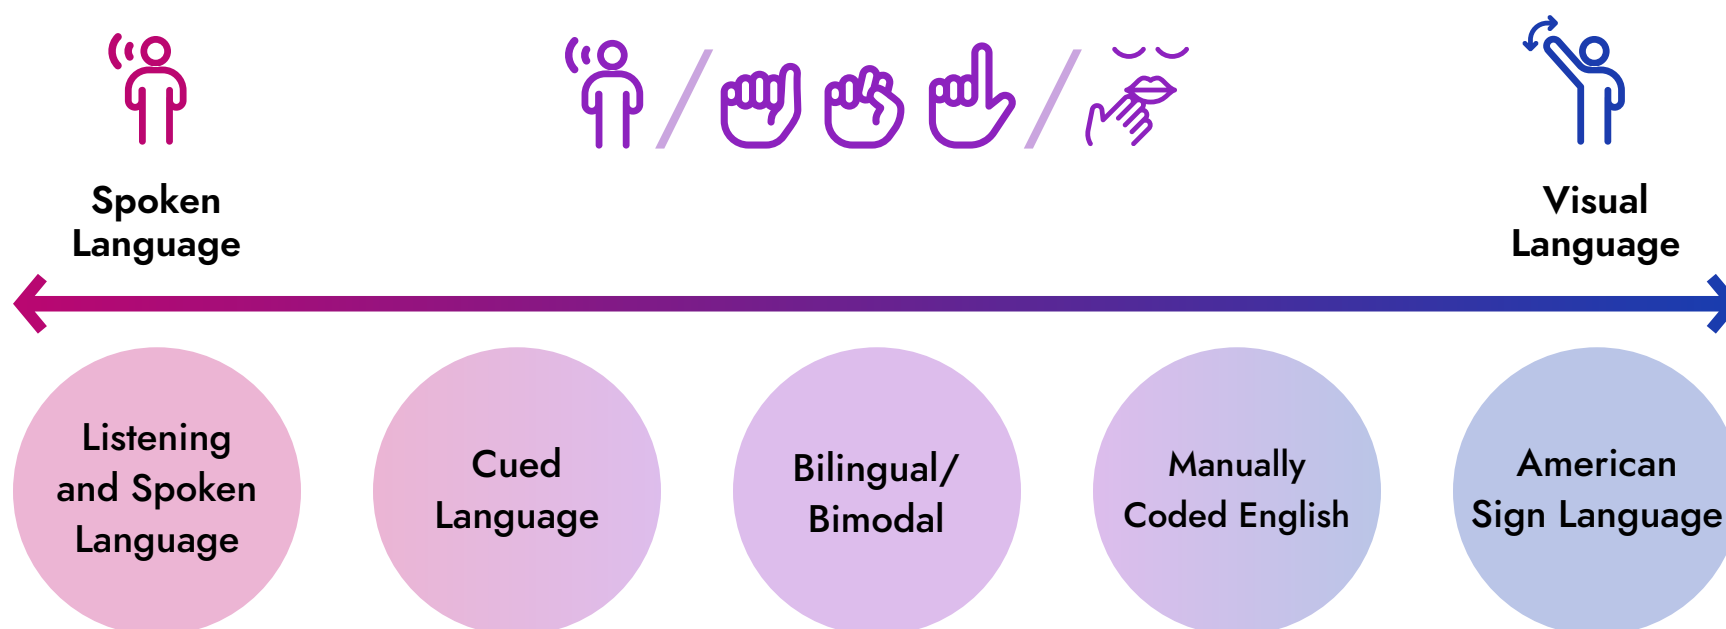 Spoken
Language
Visual
Language
Listening
and Spoken
Language
Cued
Language
Bilingual/
Bimodal
Manually
Coded English
American
Sign Language